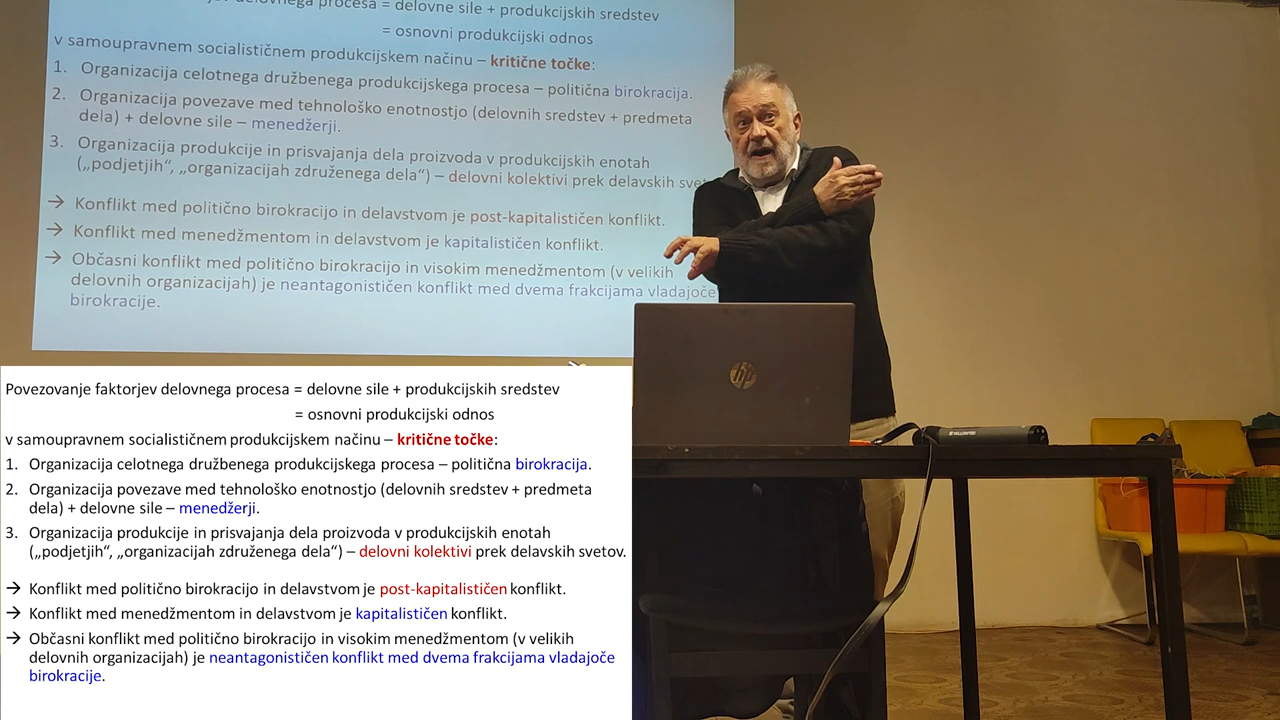 delovnega procesa = delovne sile + produkcijskih sredstev
= osnovni produkcijski odnos
v samoupravnem socialističnem produkcijskem načinu – kritične točke:
1. Organizacija celotnega družbenega produkcijskega procesa – politična birokracija.
2. Organizacija povezave med tehnološko enotnostjo (delovnih sredstev + predmeta
dela) + delovne sile – menedžerji.
3. Organizacija produkcije in prisvajanja dela proizvoda v produkcijskih enotah
(„podjetjih“, „organizacijah združenega dela“) – delovni kolektivi prek delavskih
→ Konflikt med politično birokracijo in delavstvom je post-kapitalističen konflikt.
→ Konflikt med menedžmentom in delavstvom je kapitalističen konflikt.
→ Občasni konflikt med politično birokracijo in visokim menedžmentom (v velikih
delovnih organizacijah) je neantagonističen konflikt med dvema frakcijama vladajoče
birokracije.
hp
Povezovanje faktorjev delovnega procesa = delovne sile + produkcijskih sredstev
= osnovni produkcijski odnos
v samoupravnem socialističnem produkcijskem načinu – kritične točke:
1. Organizacija celotnega družbenega produkcijskega procesa – politična birokracija.
2. Organizacija povezave med tehnološko enotnostjo (delovnih sredstev + predmeta
dela) + delovne sile – menedžerji.
3. Organizacija produkcije in prisvajanja dela proizvoda v produkcijskih enotah
(„podjetjih“, „organizacijah združenega dela“) – delovni kolektivi prek delavskih svetov.
→ Konflikt med politično birokracijo in delavstvom je post-kapitalističen konflikt.
→ Konflikt med menedžmentom in delavstvom je kapitalističen konflikt.
→ Občasni konflikt med politično birokracijo in visokim menedžmentom (v velikih
delovnih organizacijah) je neantagonističen konflikt med dvema frakcijama vladajoče
birokracije.